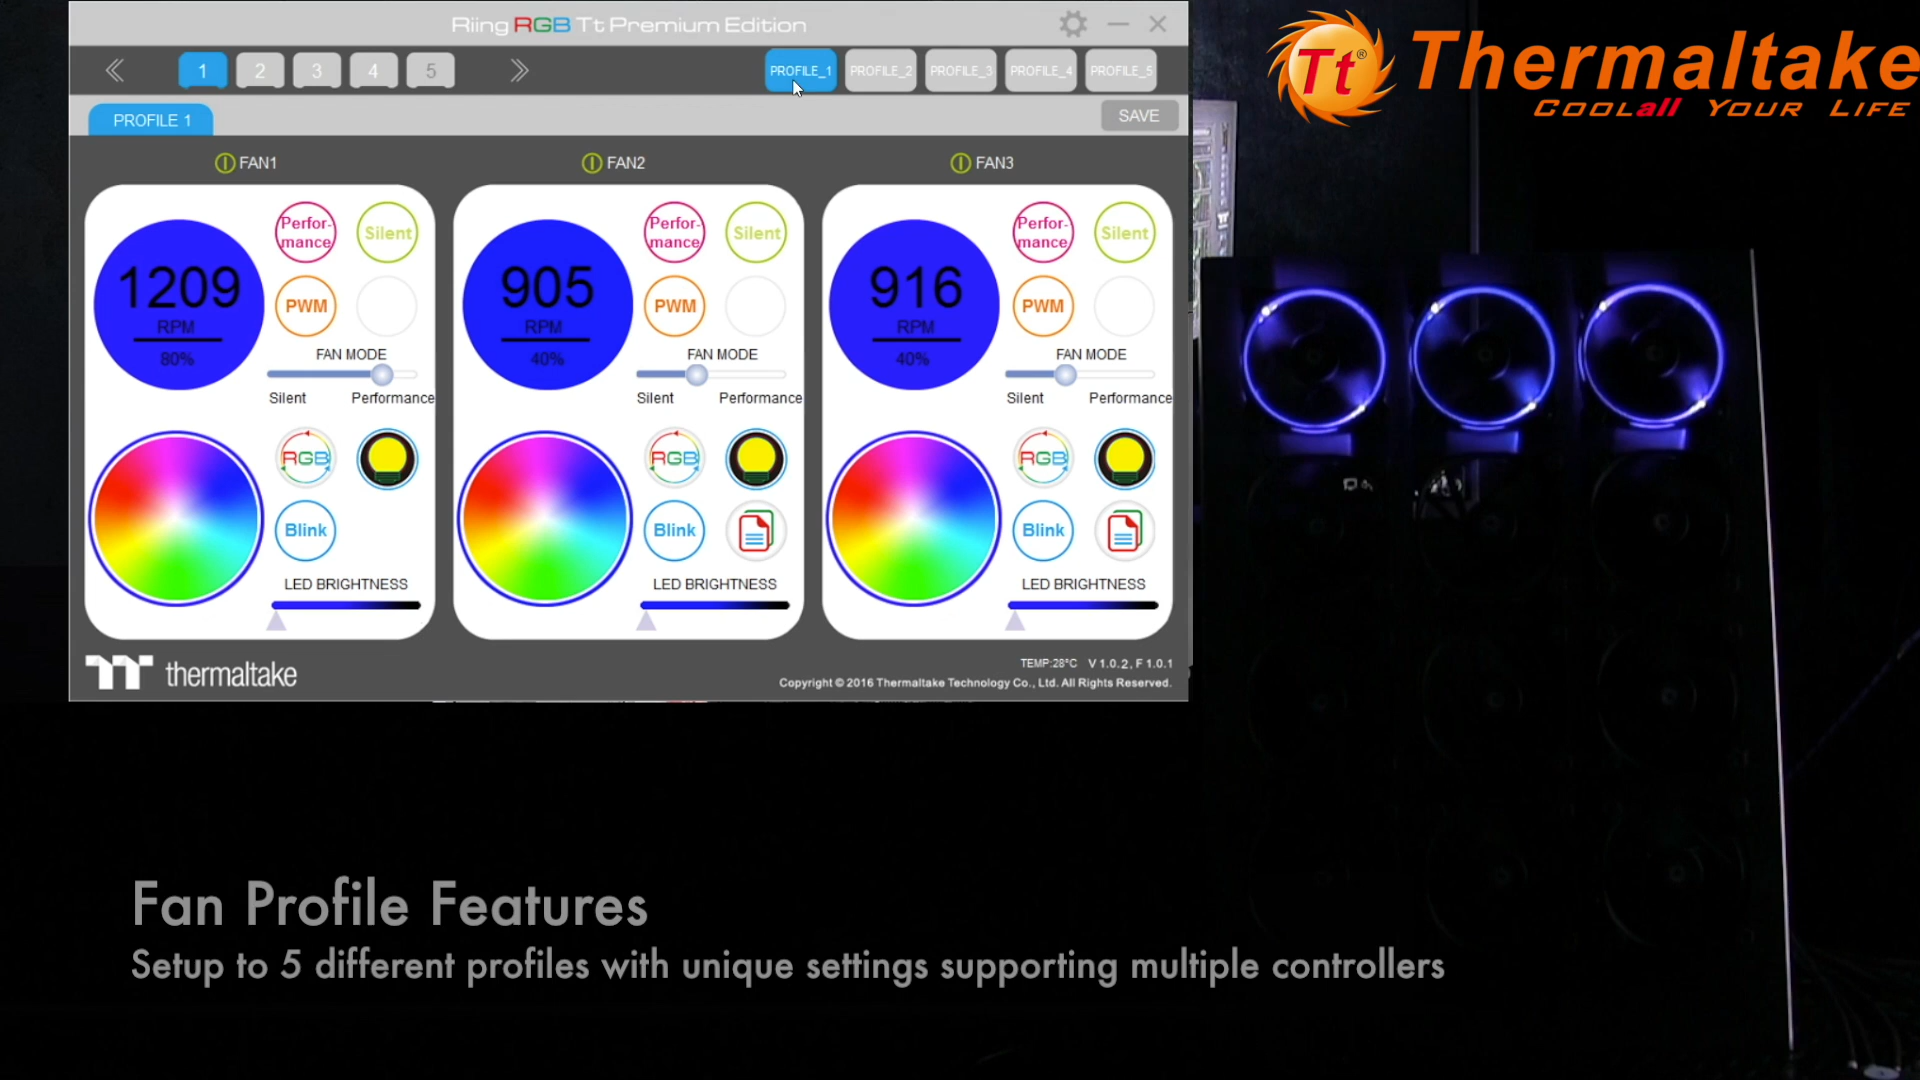 Riing RGB Tt Premium Edition
1 2 3 4 5
PROFILE_1 PROFILE_2 PROFILE_3 PROFILE_4 PROFILE_5
PROFILE 1
SAVE
FAN1
1209
RPM
80%
Perfor-
mance
Silent
PWM
FAN MODE
Silent Performance
RGB
Blink
LED BRIGHTNESS
FAN2
905
RPM
40%
Perfor-
mance
Silent
PWM
FAN MODE
Silent Performance
RGB
Blink
LED BRIGHTNESS
FAN3
916
RPM
40%
Perfor-
mance
Silent
PWM
FAN MODE
Silent Performance
RGB
Blink
LED BRIGHTNESS
thermaltake
TEMP:28°C V 1.0.2, F 1.0.1
Copyright © 2016 Thermaltake Technology Co., Ltd. All Rights Reserved.
Tt® Thermaltake
COOLall YOUR LIFE
Fan Profile Features
Setup to 5 different profiles with unique settings supporting multiple controllers